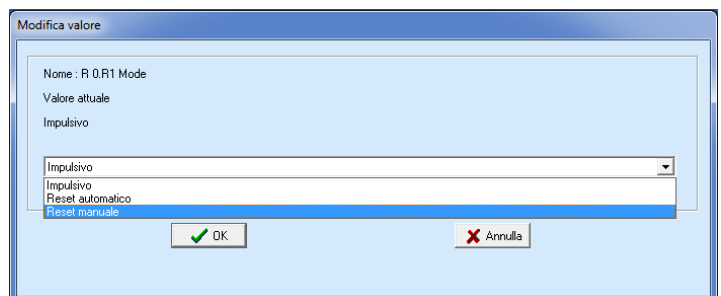 Modifica valore
Nome : R 0.R1 Mode
Valore attuale
Impulsivo
Impulsivo
Impulsivo
Reset automatico
Reset manuale
OK
Annulla